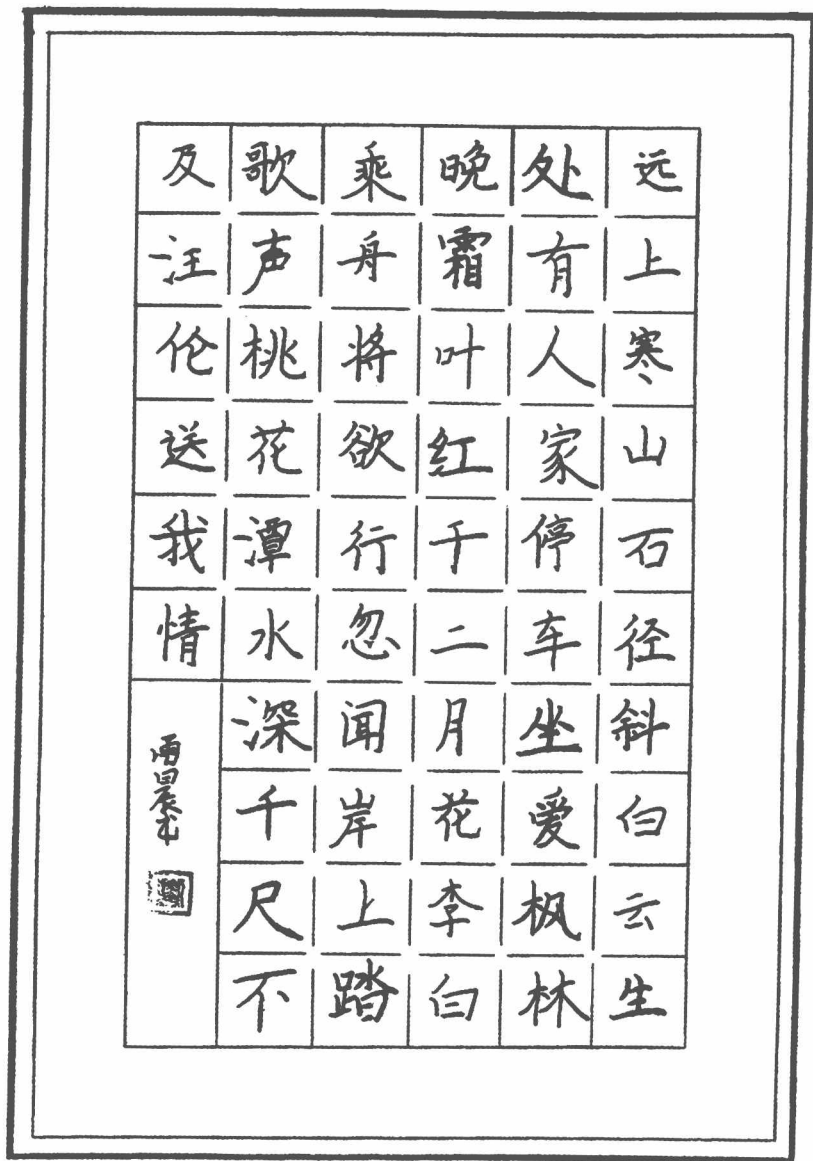 远上寒山石径斜白云生
处有人家停车坐爱枫林
晚霜叶红于二月花李白
乘舟将欲行忽闻岸上踏
歌声桃花潭水深千尺不
及汪伦送我情